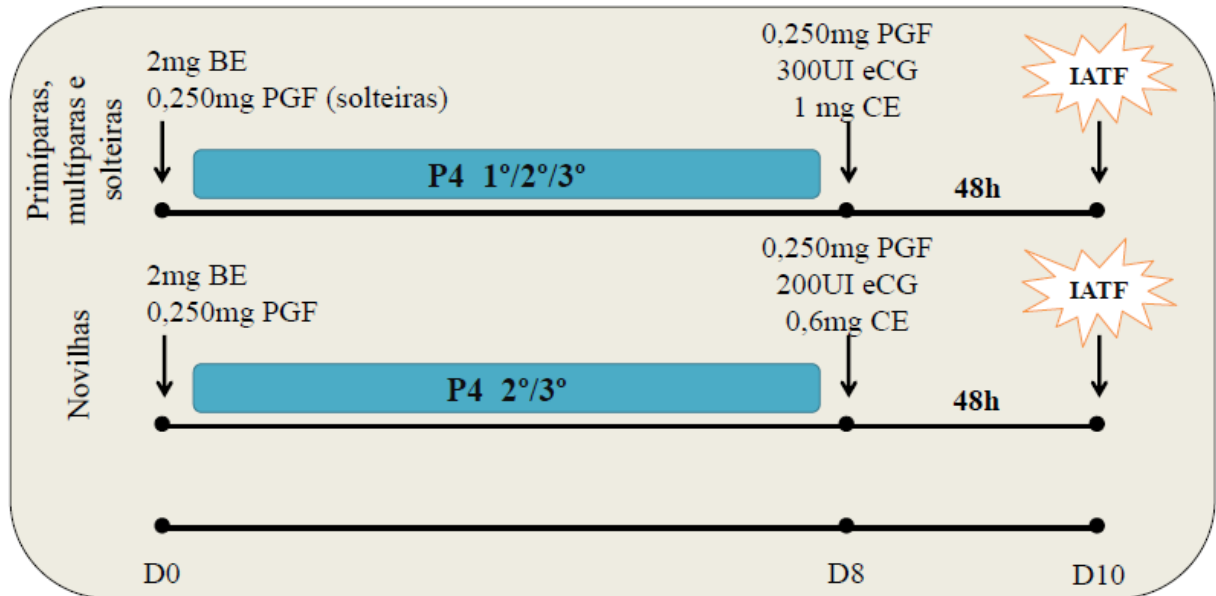 Primíparas,
multíparas e
solteiras
2mg BE
0,250mg PGF (solteiras)
P4 1º/2º/3º
0,250mg PGF
300UI eCG
1 mg CE
48h
IATF
Novilhas
2mg BE
0,250mg PGF
P4 2º/3º
0,250mg PGF
200UI eCG
0,6mg CE
48h
IATF
D0
D8
D10